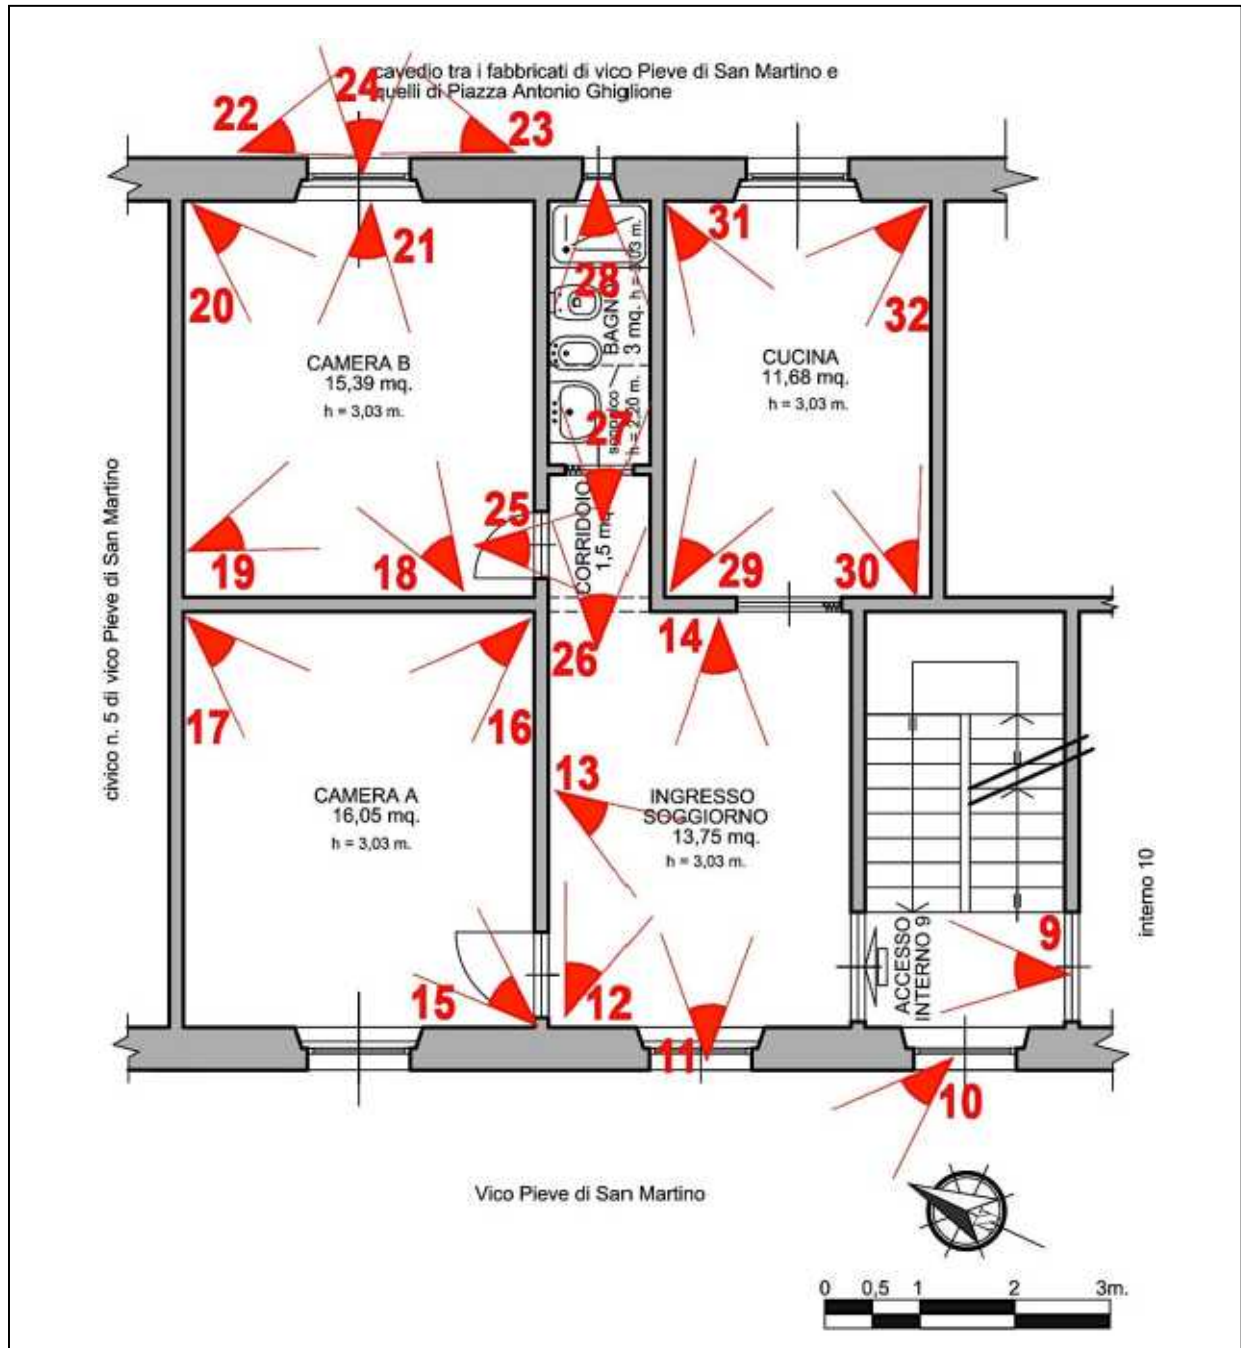 cavedio tra i fabbricati di vico Pieve di San Martino e
quelli di Piazza Antonio Ghiglione
24
22
23
31
21
20
28
32
BAGNO
3 mq. h = 3,03 m.
CAMERA B
15,39 mq.
h = 3,03 m.
CUCINA
11,68 mq.
h = 3,03 m.
27
h = 2,20 m.
civico n. 5 di vico Pieve di San Martino
25
CORRIDOIO
1,5 mq
19
18
29
30
14
26
17
16
13
CAMERA A
16,05 mq.
h = 3,03 m.
INGRESSO
SOGGIORNO
13,75 mq.
h = 3,03 m.
interno 10
ACCESSO
INTERNO 9
9
15
12
11
10
Vico Pieve di San Martino
0 0,5 1 2 3m.